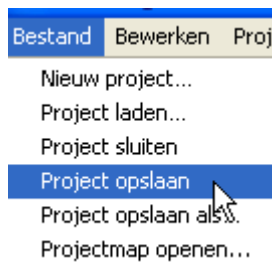 Bestand Bewerken Proj
Nieuw project...
Project laden...
Project sluiten
Project opslaan
Project opslaan als...
Projectmap openen...